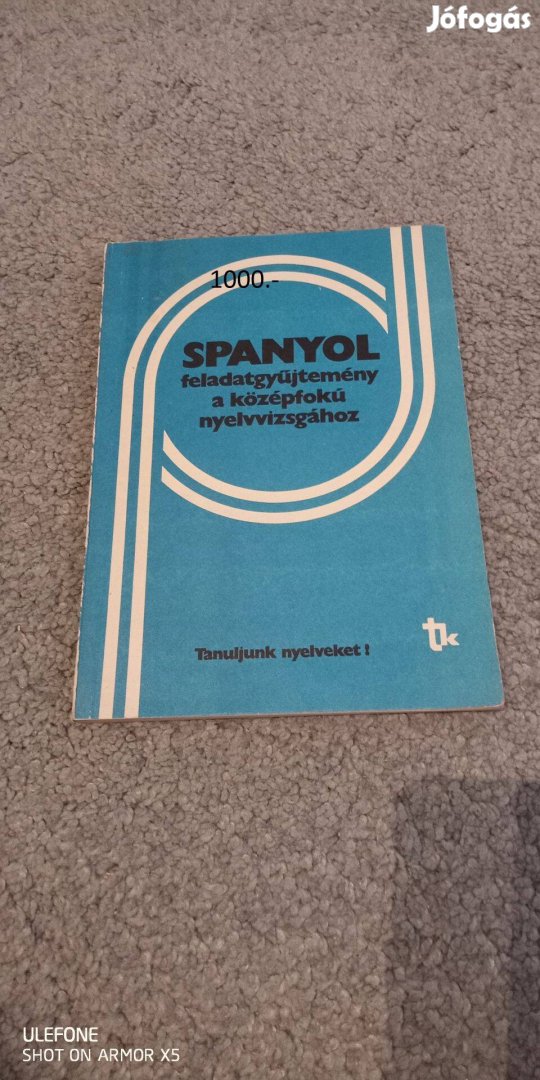 Jófogás
1000.-
SPANYOL
feladatgyűjtemény
a középfokú
nyelvvizsgához
tk
Tanuljunk nyelveket!
ULEFONE
SHOT ON ARMOR X5